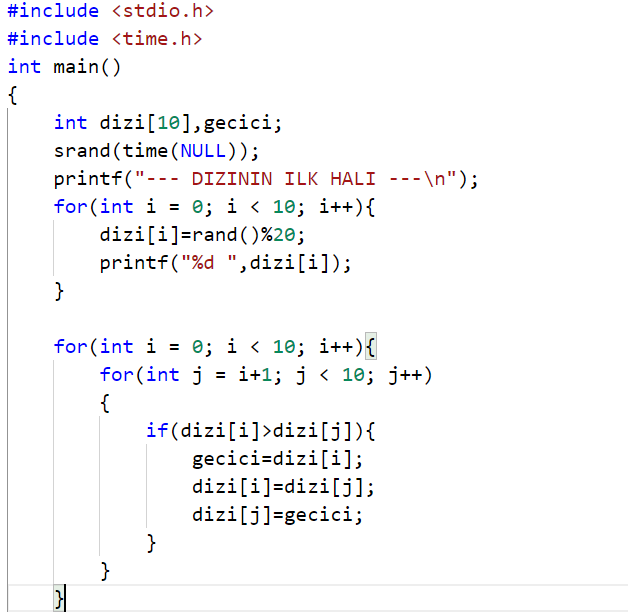 #include <stdio.h>
#include <time.h>
int main()
{
    int dizi[10],gecici;
    srand(time(NULL));
    printf("--- DIZININ ILK HALI ---\n");
    for(int i = 0; i < 10; i++){
        dizi[i]=rand()%20;
        printf("%d ",dizi[i]);
    }

    for(int i = 0; i < 10; i++){
        for(int j = i+1; j < 10; j++)
        {
            if(dizi[i]>dizi[j]){
                gecici=dizi[i];
                dizi[i]=dizi[j];
                dizi[j]=gecici;
            }
        }
    }